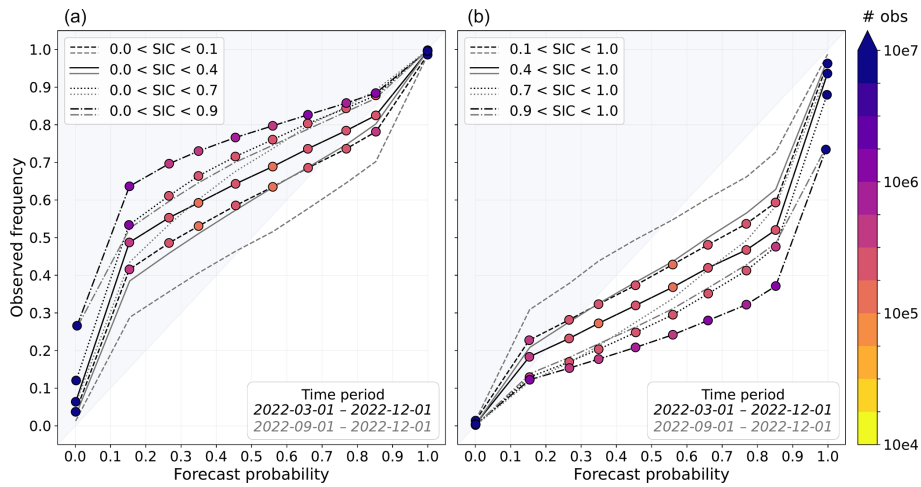 (a)
(b)
# obs
0.0 < SIC < 0.1
0.0 < SIC < 0.4
0.0 < SIC < 0.7
0.0 < SIC < 0.9
0.1 < SIC < 1.0
0.4 < SIC < 1.0
0.7 < SIC < 1.0
0.9 < SIC < 1.0
Observed frequency
1.0
0.9
0.8
0.7
0.6
0.5
0.4
0.3
0.2
0.1
0.0
Time period
2022-03-01 – 2022-12-01
2022-09-01 – 2022-12-01
Time period
2022-03-01 – 2022-12-01
2022-09-01 – 2022-12-01
0.0 0.1 0.2 0.3 0.4 0.5 0.6 0.7 0.8 0.9 1.0
Forecast probability
0.0 0.1 0.2 0.3 0.4 0.5 0.6 0.7 0.8 0.9 1.0
Forecast probability
10e7
10e6
10e5
10e4